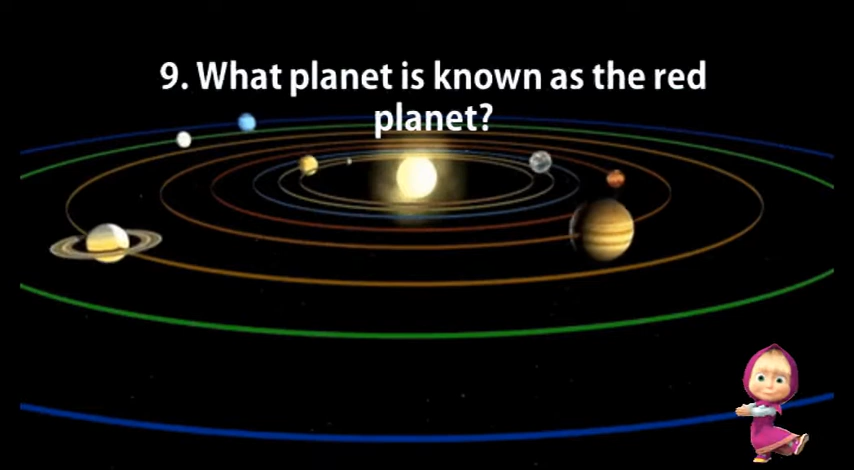 9. What planet is known as the red
planet?